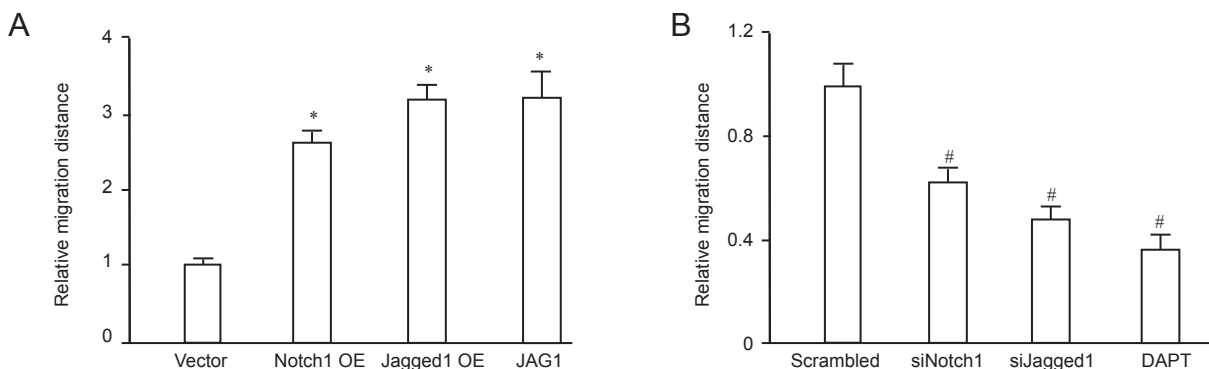 A
Relative migration distance
4
3
2
1
0
*
*
*
Vector
Notch1 OE
Jagged1 OE
JAG1
B
Relative migration distance
1.2
0.8
0.4
0
#
#
#
Scrambled
siNotch1
siJagged1
DAPT